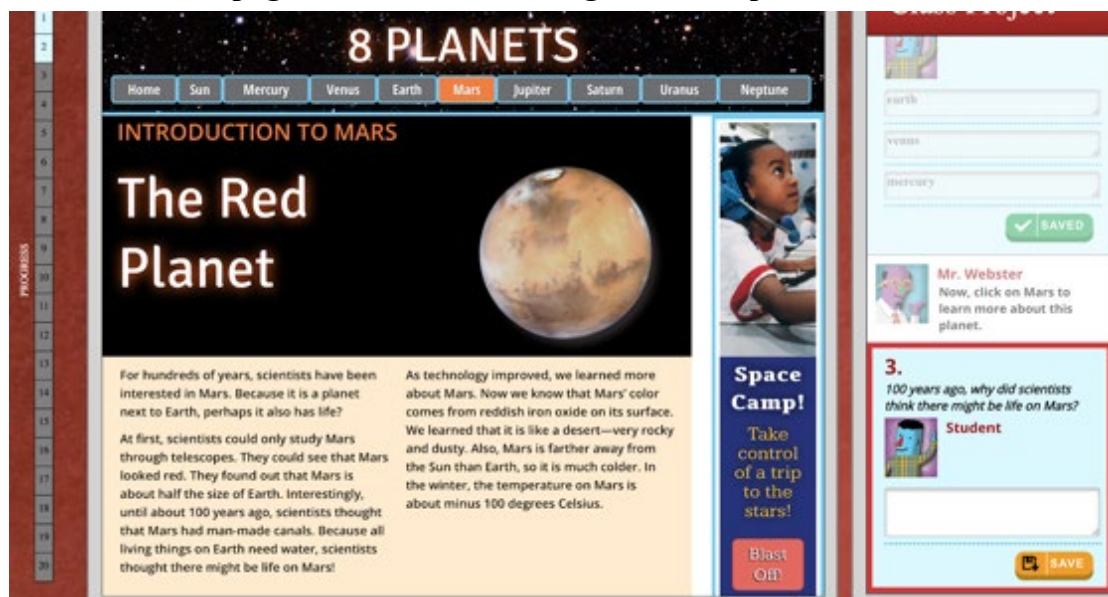 Class Project
8 PLANETS
Home Sun Mercury Venus Earth Mars Jupiter Saturn Uranus Neptune
PROGRESS
1
2
3
4
5
6
7
8
9
10
11
12
13
14
15
16
17
18
19
20
INTRODUCTION TO MARS
The Red
Planet
For hundreds of years, scientists have been
interested in Mars. Because it is a planet
next to Earth, perhaps it also has life?
At first, scientists could only study Mars
through telescopes. They could see that Mars
looked red. They found out that Mars is
about half the size of Earth. Interestingly,
until about 100 years ago, scientists thought
that Mars had man-made canals. Because all
living things on Earth need water, scientists
thought there might be life on Mars!
As technology improved, we learned more
about Mars. Now we know that Mars' color
comes from reddish iron oxide on its surface.
We learned that it is like a desert—very rocky
and dusty. Also, Mars is farther away from
the Sun than Earth, so it is much colder. In
the winter, the temperature on Mars is
about minus 100 degrees Celsius.
Space
Camp!
Take
control
of a trip
to the
stars!
Blast
Off!
earth
venus
mercury
SAVED
Mr. Webster
Now, click on Mars to
learn more about this
planet.
3.
100 years ago, why did scientists
think there might be life on Mars?
Student
SAVE